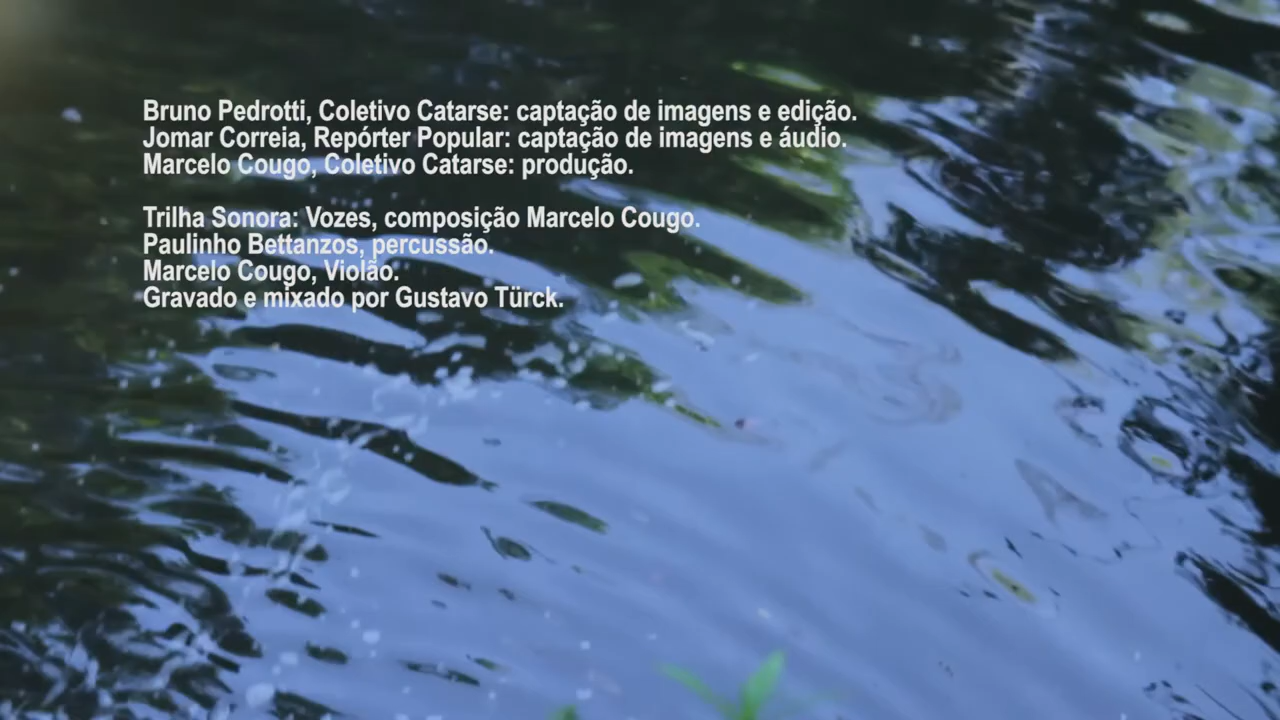 Bruno Pedrotti, Coletivo Catarse: captação de imagens e edição.
Jomar Correia, Repórter Popular: captação de imagens e áudio.
Marcelo Cougo, Coletivo Catarse: produção.
Trilha Sonora: Vozes, composição Marcelo Cougo.
Paulinho Bettanzos, percussão.
Marcelo Cougo, Violão.
Gravado e mixado por Gustavo Türck.